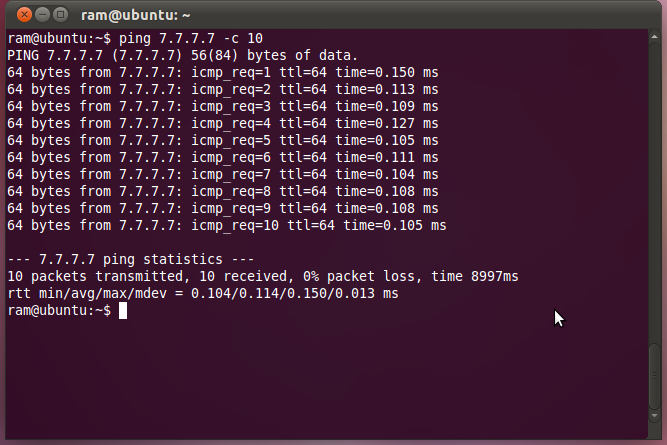 ram@ubuntu: ~
ram@ubuntu:~$ ping 7.7.7.7 -c 10
PING 7.7.7.7 (7.7.7.7) 56(84) bytes of data.
64 bytes from 7.7.7.7: icmp_req=1 ttl=64 time=0.150 ms
64 bytes from 7.7.7.7: icmp_req=2 ttl=64 time=0.113 ms
64 bytes from 7.7.7.7: icmp_req=3 ttl=64 time=0.109 ms
64 bytes from 7.7.7.7: icmp_req=4 ttl=64 time=0.127 ms
64 bytes from 7.7.7.7: icmp_req=5 ttl=64 time=0.105 ms
64 bytes from 7.7.7.7: icmp_req=6 ttl=64 time=0.111 ms
64 bytes from 7.7.7.7: icmp_req=7 ttl=64 time=0.104 ms
64 bytes from 7.7.7.7: icmp_req=8 ttl=64 time=0.108 ms
64 bytes from 7.7.7.7: icmp_req=9 ttl=64 time=0.108 ms
64 bytes from 7.7.7.7: icmp_req=10 ttl=64 time=0.105 ms
--- 7.7.7.7 ping statistics ---
10 packets transmitted, 10 received, 0% packet loss, time 8997ms
rtt min/avg/max/mdev = 0.104/0.114/0.150/0.013 ms
ram@ubuntu:~$